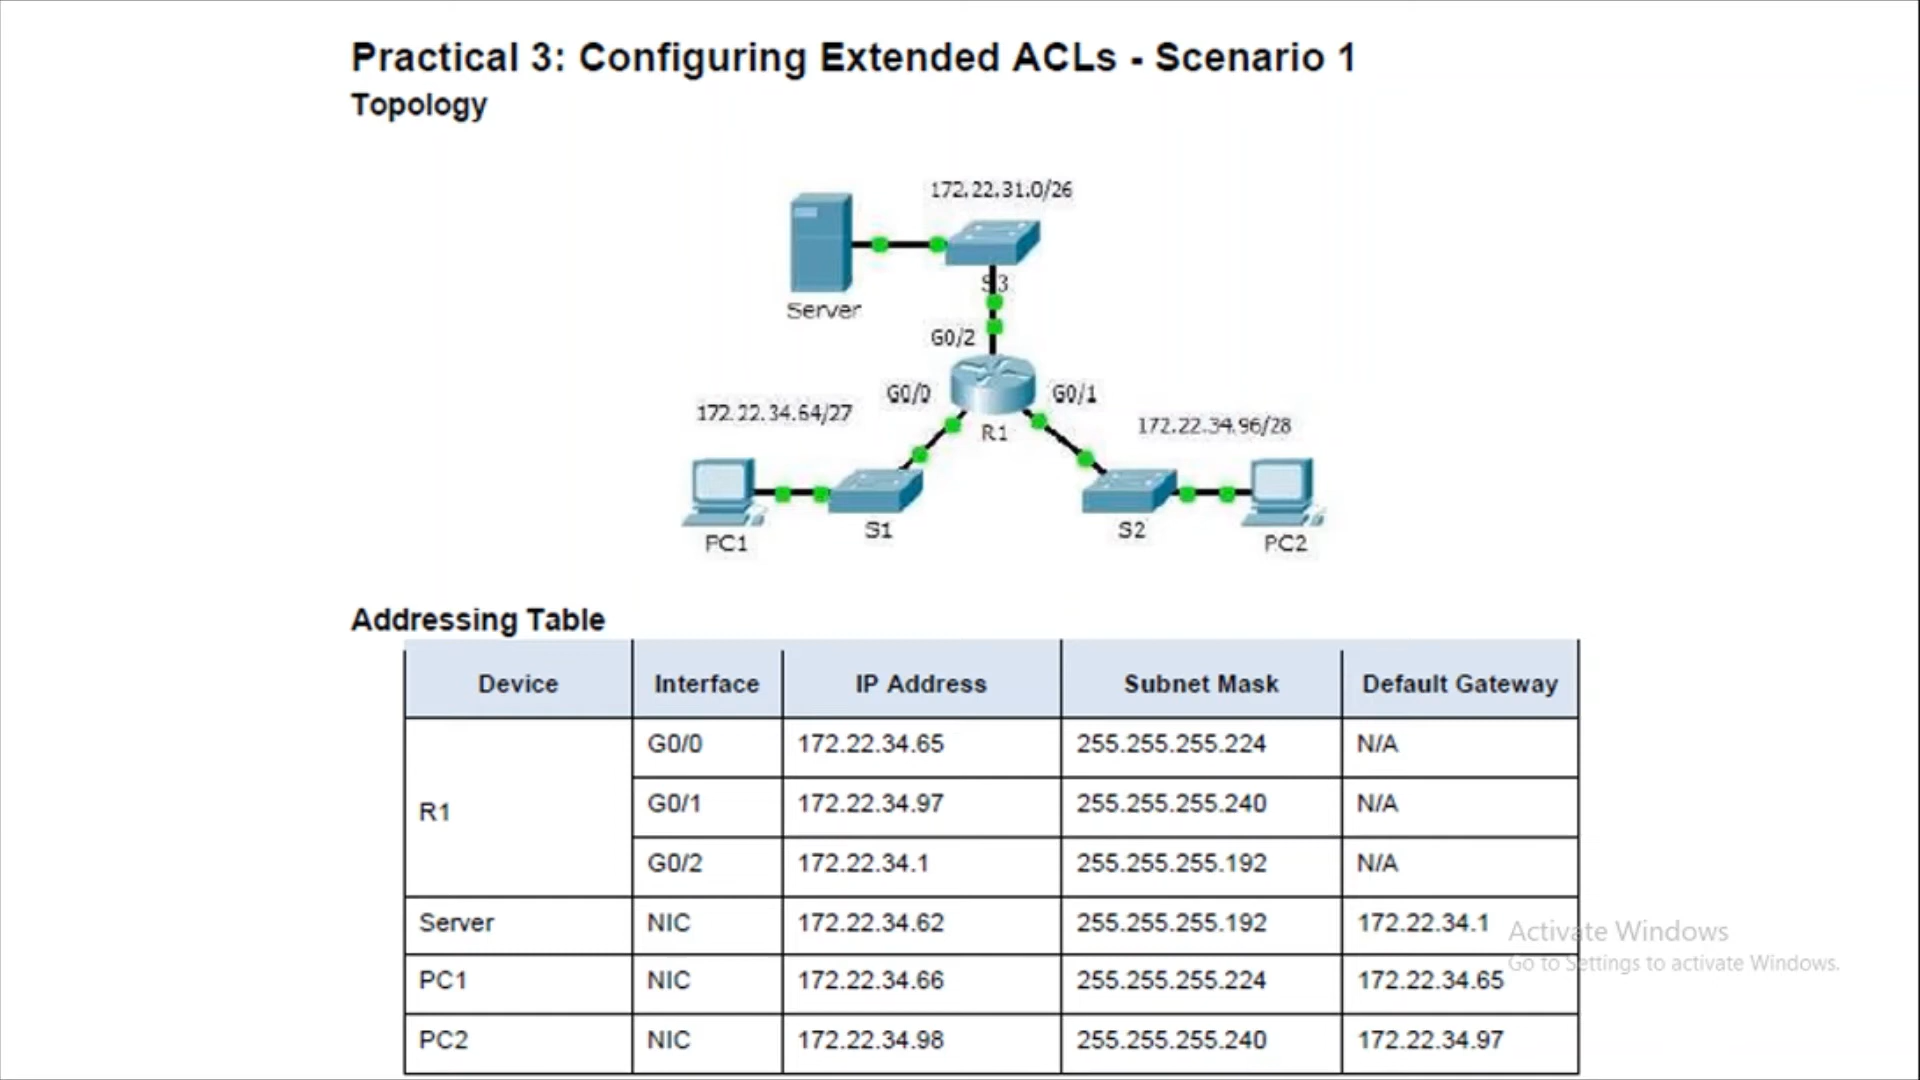 Practical 3: Configuring Extended ACLs - Scenario 1
Topology
172.22.31.0/26
S3
Server
G0/2
G0/0
G0/1
172.22.34.64/27
R1
172.22.34.96/28
S1
S2
PC1
PC2
Addressing Table
Device Interface IP Address Subnet Mask Default Gateway
R1
G0/0 172.22.34.65 255.255.255.224 N/A
G0/1 172.22.34.97 255.255.255.240 N/A
G0/2 172.22.34.1 255.255.255.192 N/A
Server NIC 172.22.34.62 255.255.255.192 172.22.34.1
PC1 NIC 172.22.34.66 255.255.255.224 172.22.34.65
PC2 NIC 172.22.34.98 255.255.255.240 172.22.34.97
Activate Windows
Go to Settings to activate Windows.